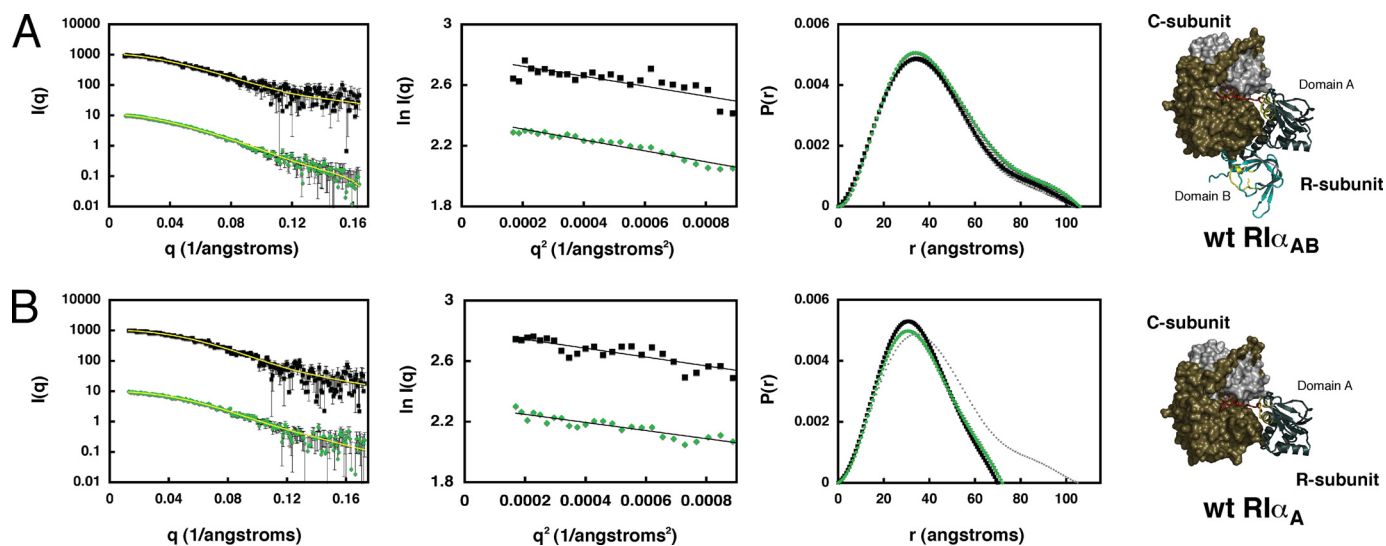 A
I(q)
10000
1000
100
10
1
0.1
0.01
0
0.04
0.08
0.12
0.16
q (1/angstroms)
ln I(q)
3
2.6
2.2
1.8
0.0002
0.0004
0.0006
0.0008
q² (1/angstroms²)
P(r)
0.006
0.004
0.002
0
0
20
40
60
80
100
r (angstroms)
C-subunit
Domain A
Domain B
R-subunit
wt RIα_AB
B
I(q)
10000
1000
100
10
1
0.1
0.01
0
0.04
0.08
0.12
0.16
q (1/angstroms)
ln I(q)
3
2.6
2.2
1.8
0.0002
0.0004
0.0006
0.0008
q² (1/angstroms²)
P(r)
0.006
0.004
0.002
0
0
20
40
60
80
100
r (angstroms)
C-subunit
Domain A
R-subunit
wt RIα_A